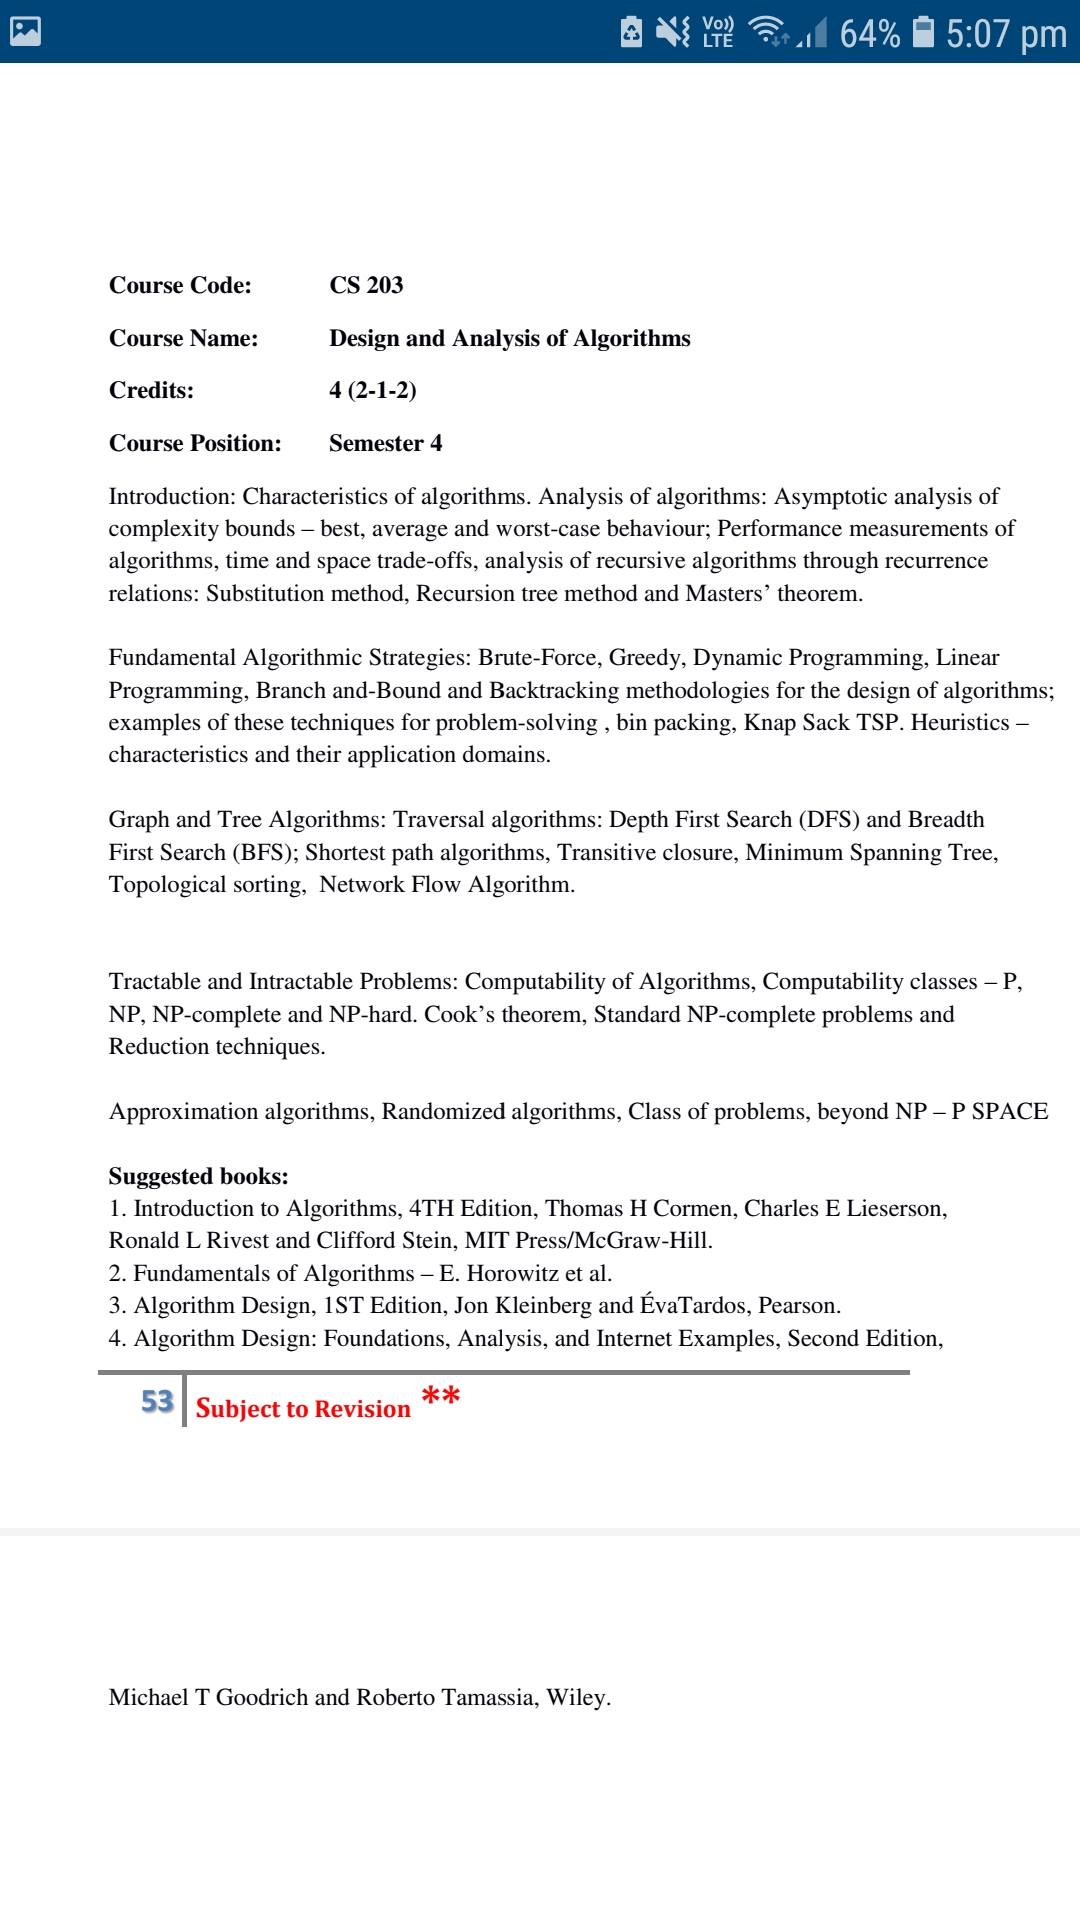 Vo)) LTE 64% 5:07 pm
Course Code: CS 203
Course Name: Design and Analysis of Algorithms
Credits: 4 (2-1-2)
Course Position: Semester 4
Introduction: Characteristics of algorithms. Analysis of algorithms: Asymptotic analysis of
complexity bounds – best, average and worst-case behaviour; Performance measurements of
algorithms, time and space trade-offs, analysis of recursive algorithms through recurrence
relations: Substitution method, Recursion tree method and Masters’ theorem.
Fundamental Algorithmic Strategies: Brute-Force, Greedy, Dynamic Programming, Linear
Programming, Branch and-Bound and Backtracking methodologies for the design of algorithms;
examples of these techniques for problem-solving , bin packing, Knap Sack TSP. Heuristics –
characteristics and their application domains.
Graph and Tree Algorithms: Traversal algorithms: Depth First Search (DFS) and Breadth
First Search (BFS); Shortest path algorithms, Transitive closure, Minimum Spanning Tree,
Topological sorting,  Network Flow Algorithm.
Tractable and Intractable Problems: Computability of Algorithms, Computability classes – P,
NP, NP-complete and NP-hard. Cook’s theorem, Standard NP-complete problems and
Reduction techniques.
Approximation algorithms, Randomized algorithms, Class of problems, beyond NP – P SPACE
Suggested books:
1. Introduction to Algorithms, 4TH Edition, Thomas H Cormen, Charles E Lieserson,
Ronald L Rivest and Clifford Stein, MIT Press/McGraw-Hill.
2. Fundamentals of Algorithms – E. Horowitz et al.
3. Algorithm Design, 1ST Edition, Jon Kleinberg and ÉvaTardos, Pearson.
4. Algorithm Design: Foundations, Analysis, and Internet Examples, Second Edition,
53 Subject to Revision **
Michael T Goodrich and Roberto Tamassia, Wiley.